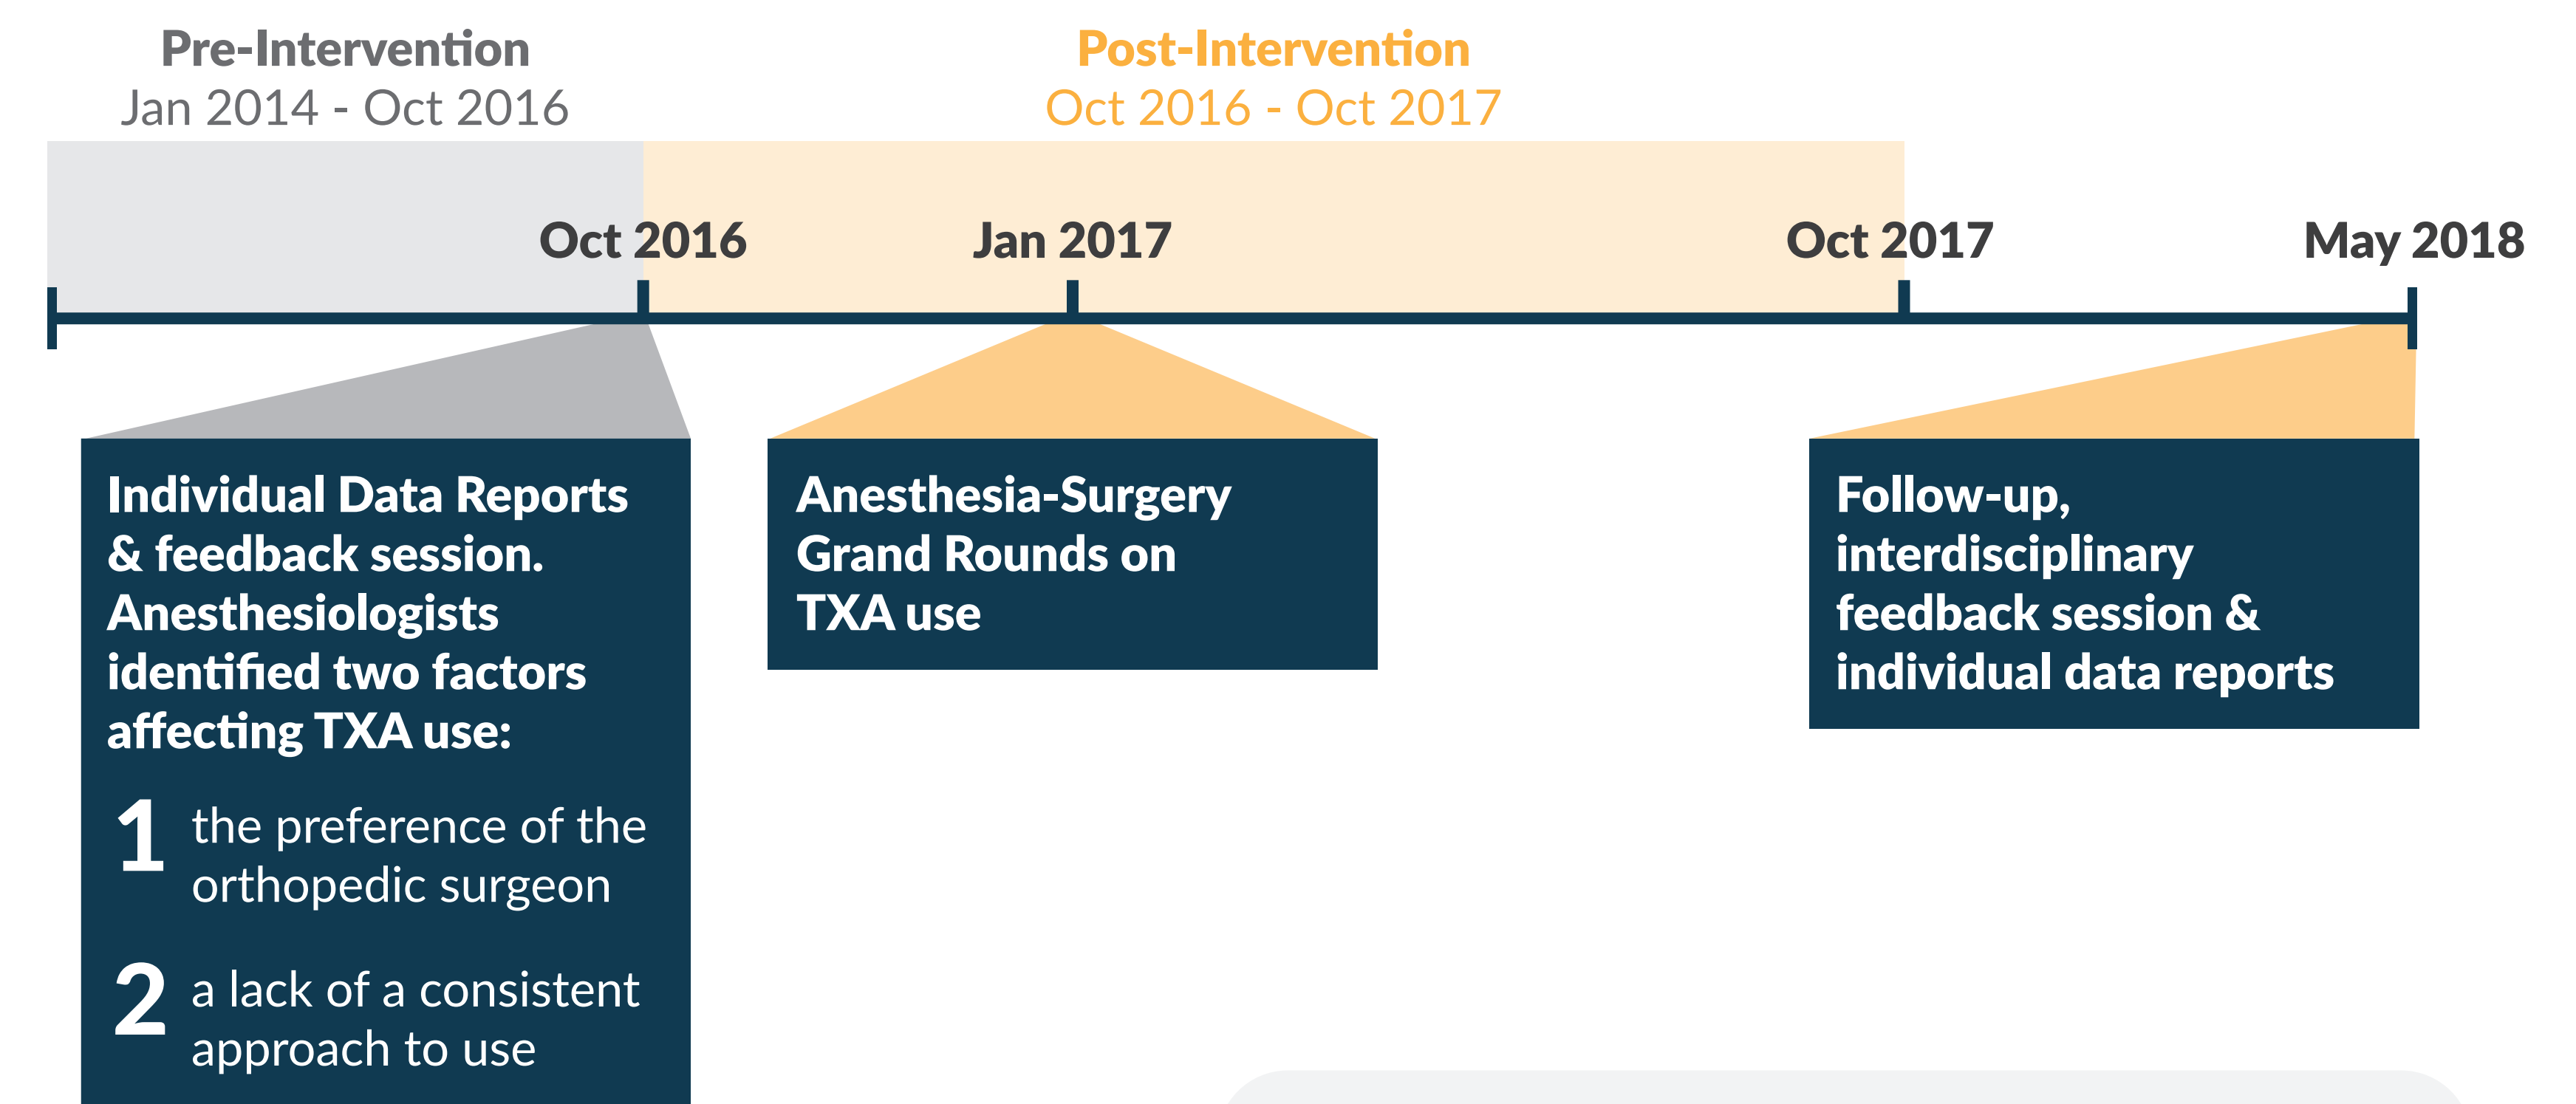 Pre-Intervention
Jan 2014 - Oct 2016
Post-Intervention
Oct 2016 - Oct 2017
Oct 2016
Jan 2017
Oct 2017
May 2018
Individual Data Reports
& feedback session.
Anesthesiologists
identified two factors
affecting TXA use:
1 the preference of the
orthopedic surgeon
2 a lack of a consistent
approach to use
Anesthesia-Surgery
Grand Rounds on
TXA use
Follow-up,
interdisciplinary
feedback session &
individual data reports